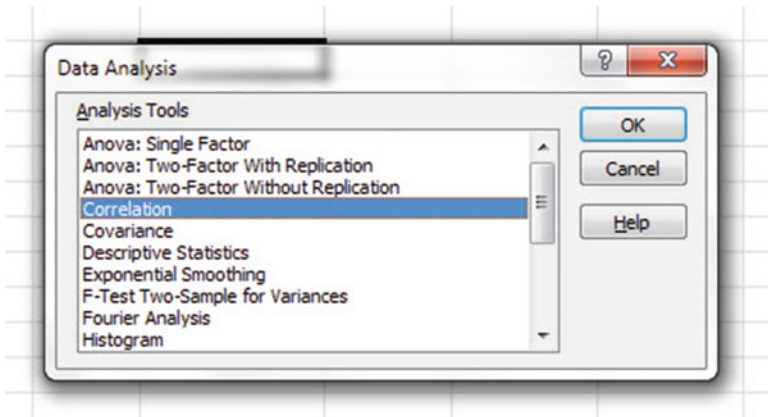 Data Analysis
?
X
Analysis Tools
Anova: Single Factor
Anova: Two-Factor With Replication
Anova: Two-Factor Without Replication
Correlation
Covariance
Descriptive Statistics
Exponential Smoothing
F-Test Two-Sample for Variances
Fourier Analysis
Histogram
OK
Cancel
Help